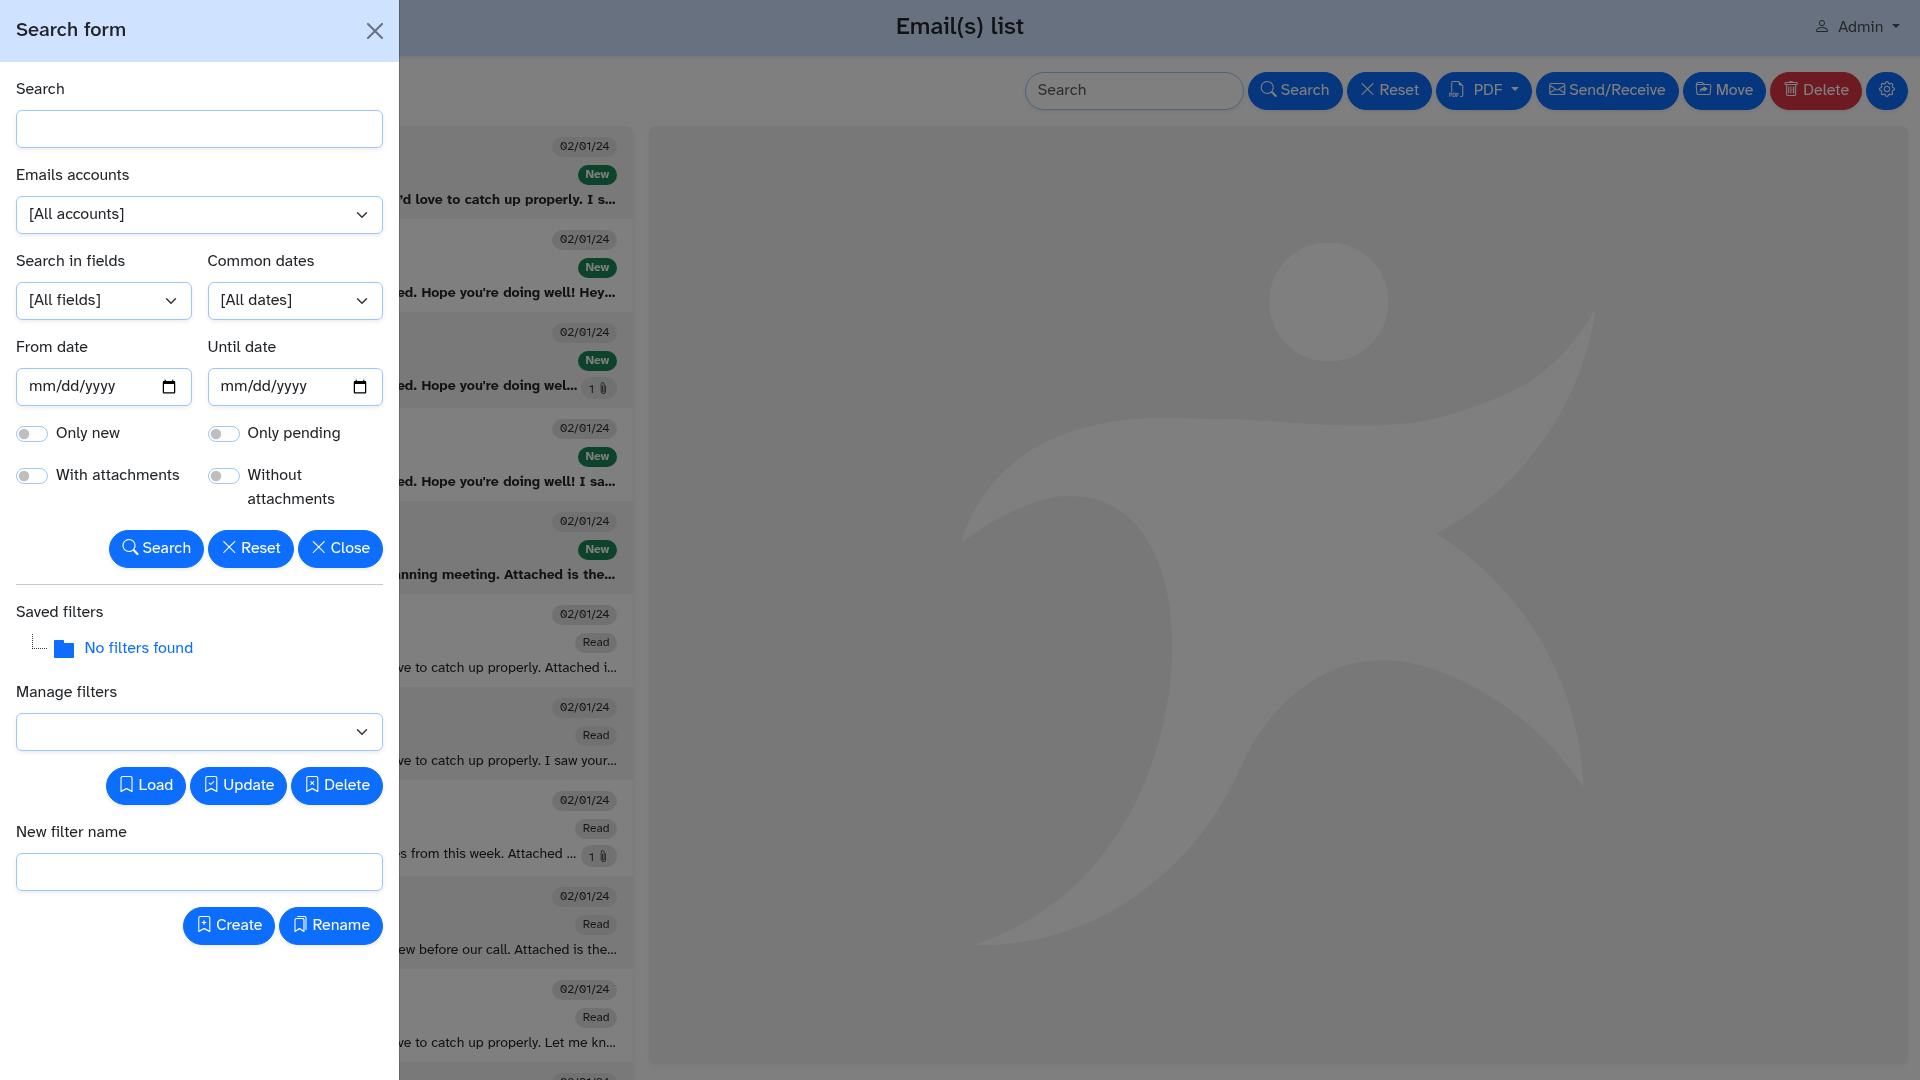 Search form
Email(s) list
Admin
Search
Search
Search
Reset
PDF
Send/Receive
Move
Delete
Emails accounts
[All accounts]
Search in fields
Common dates
[All fields]
[All dates]
From date
Until date
mm/dd/yyyy
mm/dd/yyyy
Only new
Only pending
With attachments
Without attachments
Search
Reset
Close
Saved filters
No filters found
Manage filters
Load
Update
Delete
New filter name
Create
Rename
02/01/24
New
'd love to catch up properly. I s...
02/01/24
New
ed. Hope you're doing well! Hey...
02/01/24
New
ed. Hope you're doing wel...
1
02/01/24
New
ed. Hope you're doing well! I sa...
02/01/24
New
nning meeting. Attached is the...
02/01/24
Read
ve to catch up properly. Attached i...
02/01/24
Read
ve to catch up properly. I saw your...
02/01/24
Read
s from this week. Attached ...
1
02/01/24
Read
ew before our call. Attached is the...
02/01/24
Read
ve to catch up properly. Let me kn...